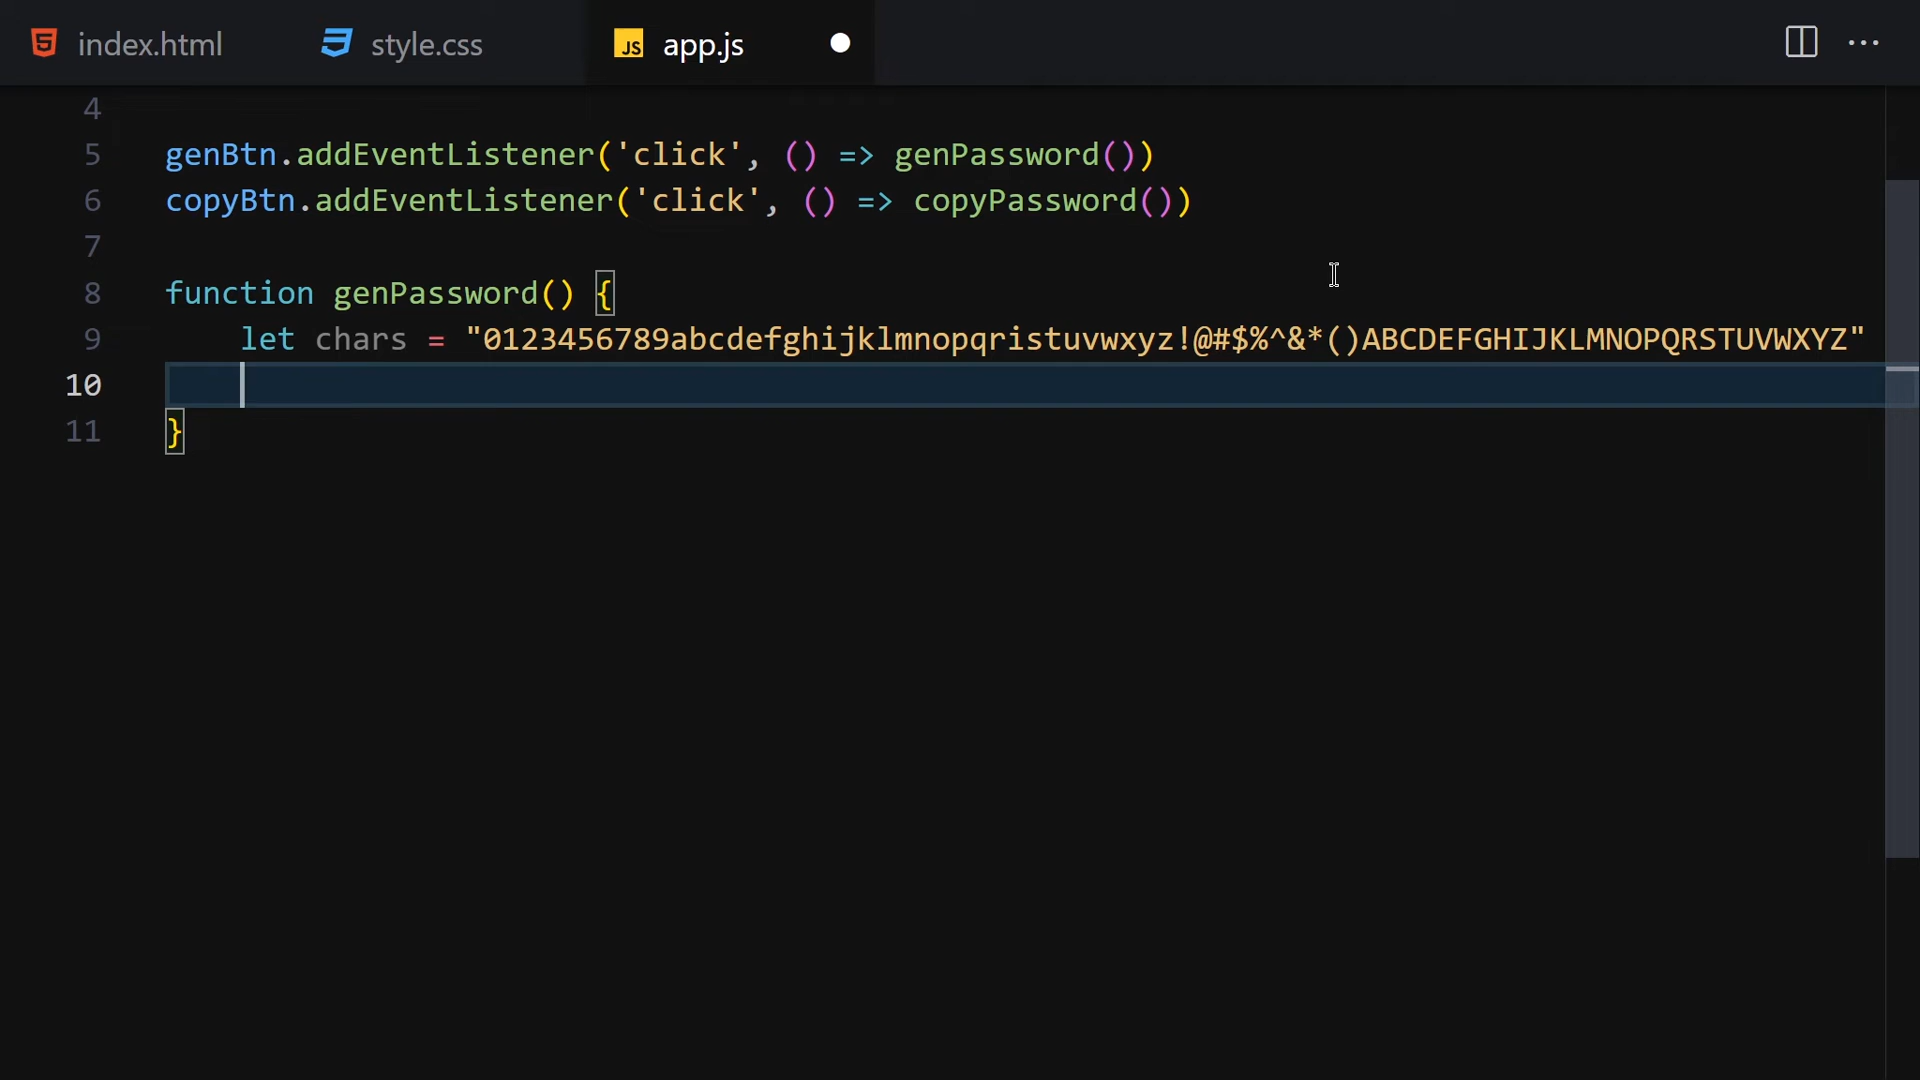 index.html style.css JS app.js
4
5 genBtn.addEventListener('click', () => genPassword())
6 copyBtn.addEventListener('click', () => copyPassword())
7
8 function genPassword() {
9 let chars = "0123456789abcdefghijklmnopqristuvwxyz!@#$%^&*()ABCDEFGHIJKLMNOPQRSTUVWXYZ"
10
11 }